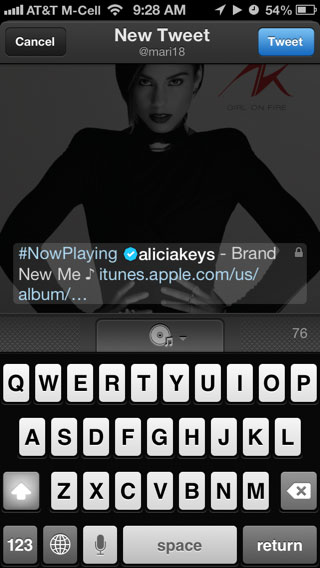 AT&T M-Cell 9:28 AM 54%
Cancel New Tweet Tweet
@mari18
GIRL ON FIRE
#NowPlaying aliciakeys - Brand
New Me ♪ itunes.apple.com/us/
album/…
76
Q W E R T Y U I O P
A S D F G H J K L
Z X C V B N M
123 space return